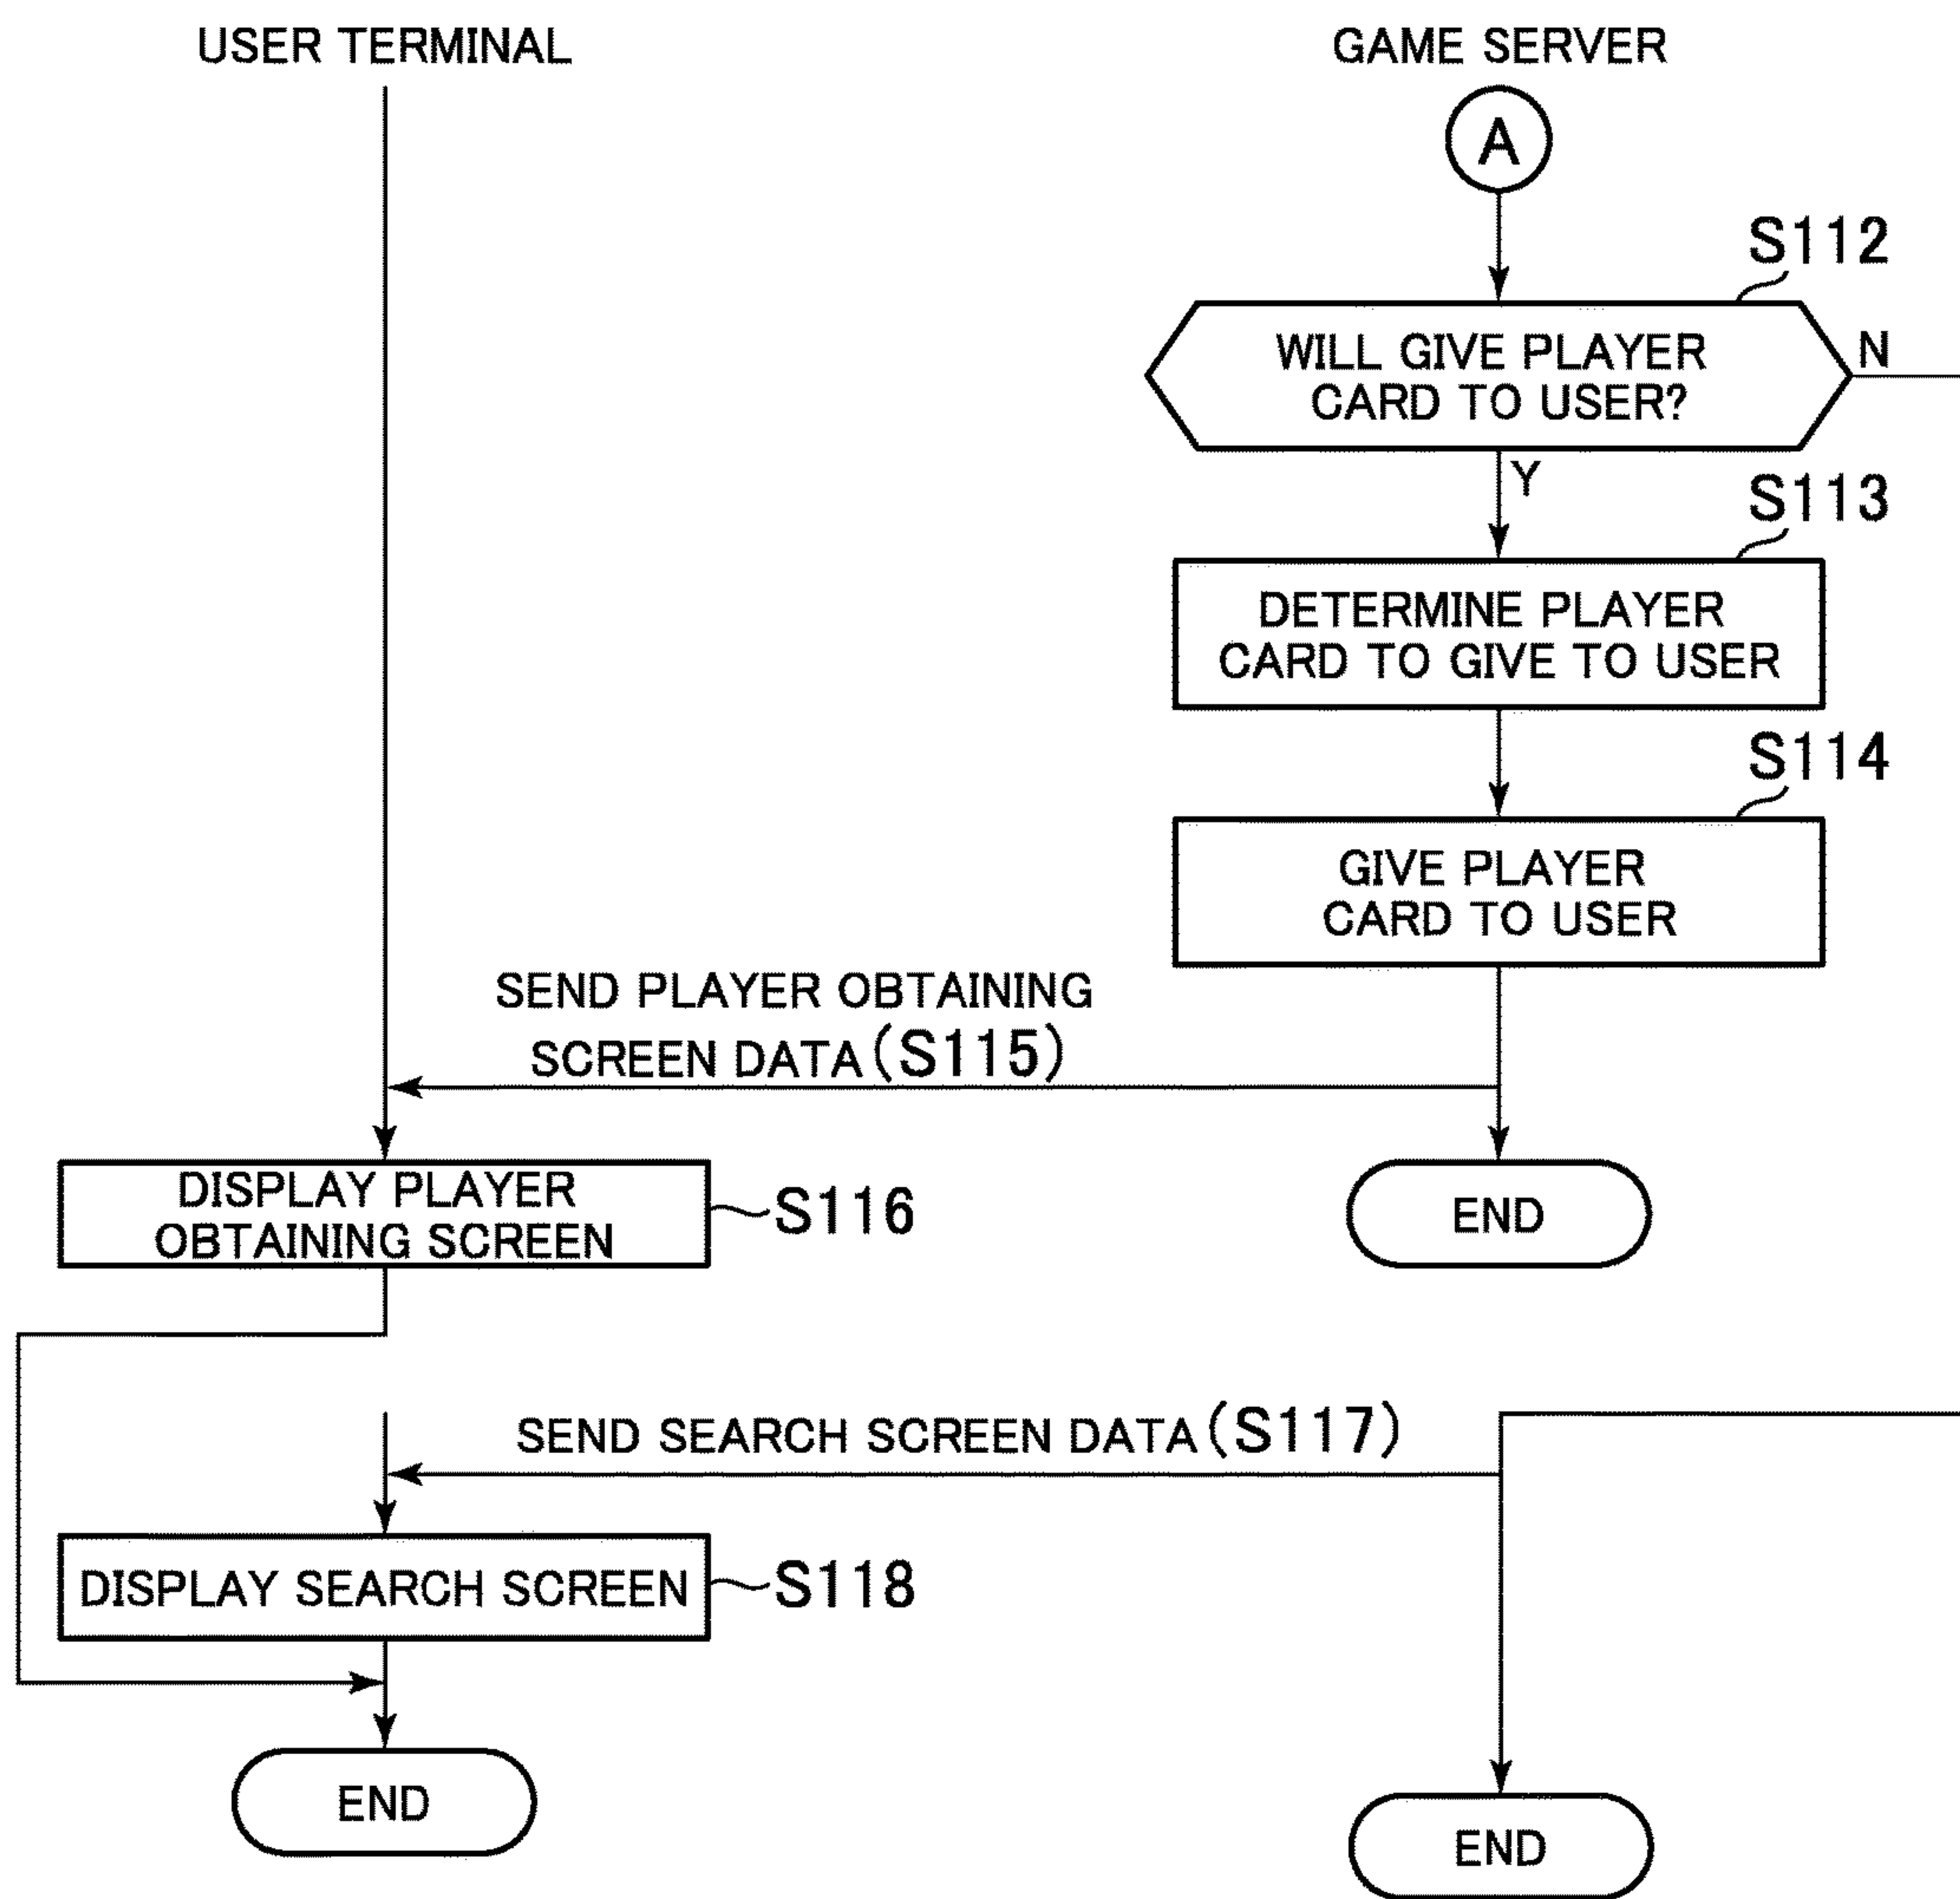 USER TERMINAL
GAME SERVER
A
S112
WILL GIVE PLAYER
CARD TO USER?
N
Y
S113
DETERMINE PLAYER
CARD TO GIVE TO USER
S114
GIVE PLAYER
CARD TO USER
SEND PLAYER OBTAINING
SCREEN DATA(S115)
DISPLAY PLAYER
OBTAINING SCREEN
S116
END
SEND SEARCH SCREEN DATA(S117)
DISPLAY SEARCH SCREEN
S118
END
END